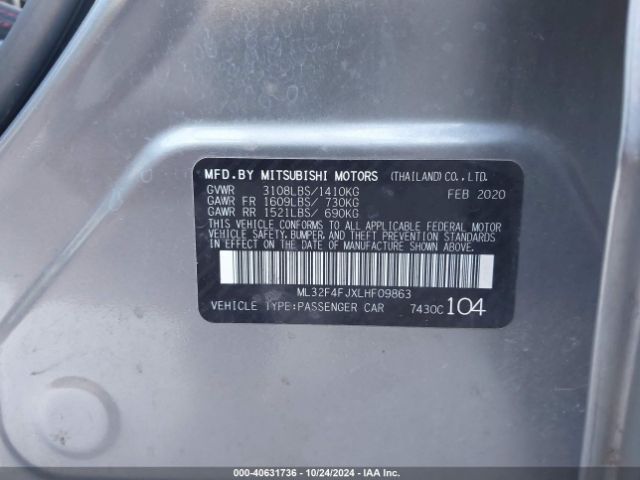 MFD.BY MITSUBISHI MOTORS (THAILAND) CO., LTD.
GVWR 3108LBS/1410KG FEB 2020
GAWR FR 1609LBS/ 730KG
GAWR RR 1521LBS/ 690KG
THIS VEHICLE CONFORMS TO ALL APPLICABLE FEDERAL MOTOR
VEHICLE SAFETY, BUMPER, AND THEFT PREVENTION STANDARDS
IN EFFECT ON THE DATE OF MANUFACTURE SHOWN ABOVE.
ML32F4FJXLHF09863
VEHICLE TYPE:PASSENGER CAR 7430C 104
000-40631736 - 10/24/2024 - IAAI.com